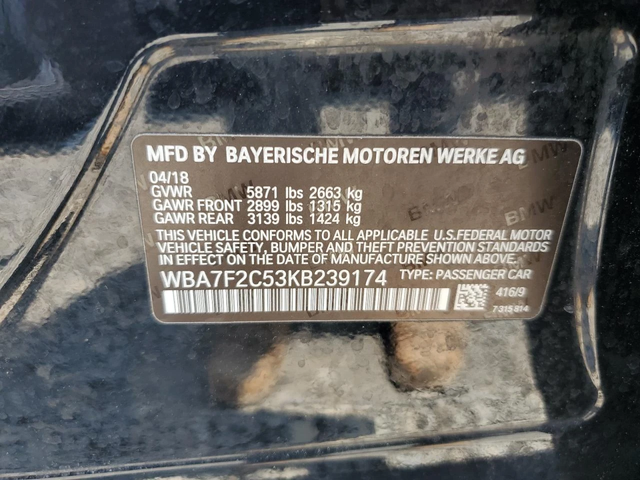 MFD BY BAYERISCHE MOTOREN WERKE AG
04/18
GVWR 5871 lbs 2663 kg
GAWR FRONT 2899 lbs 1315 kg
GAWR REAR 3139 lbs 1424 kg
THIS VEHICLE CONFORMS TO ALL APPLICABLE U.S.FEDERAL MOTOR
VEHICLE SAFETY, BUMPER AND THEFT PREVENTION STANDARDS
IN EFFECT ON THE DATE OF MANUFACTURE SHOWN ABOVE.
WBA7F2C53KB239174 TYPE: PASSENGER CAR
416/9
7315814